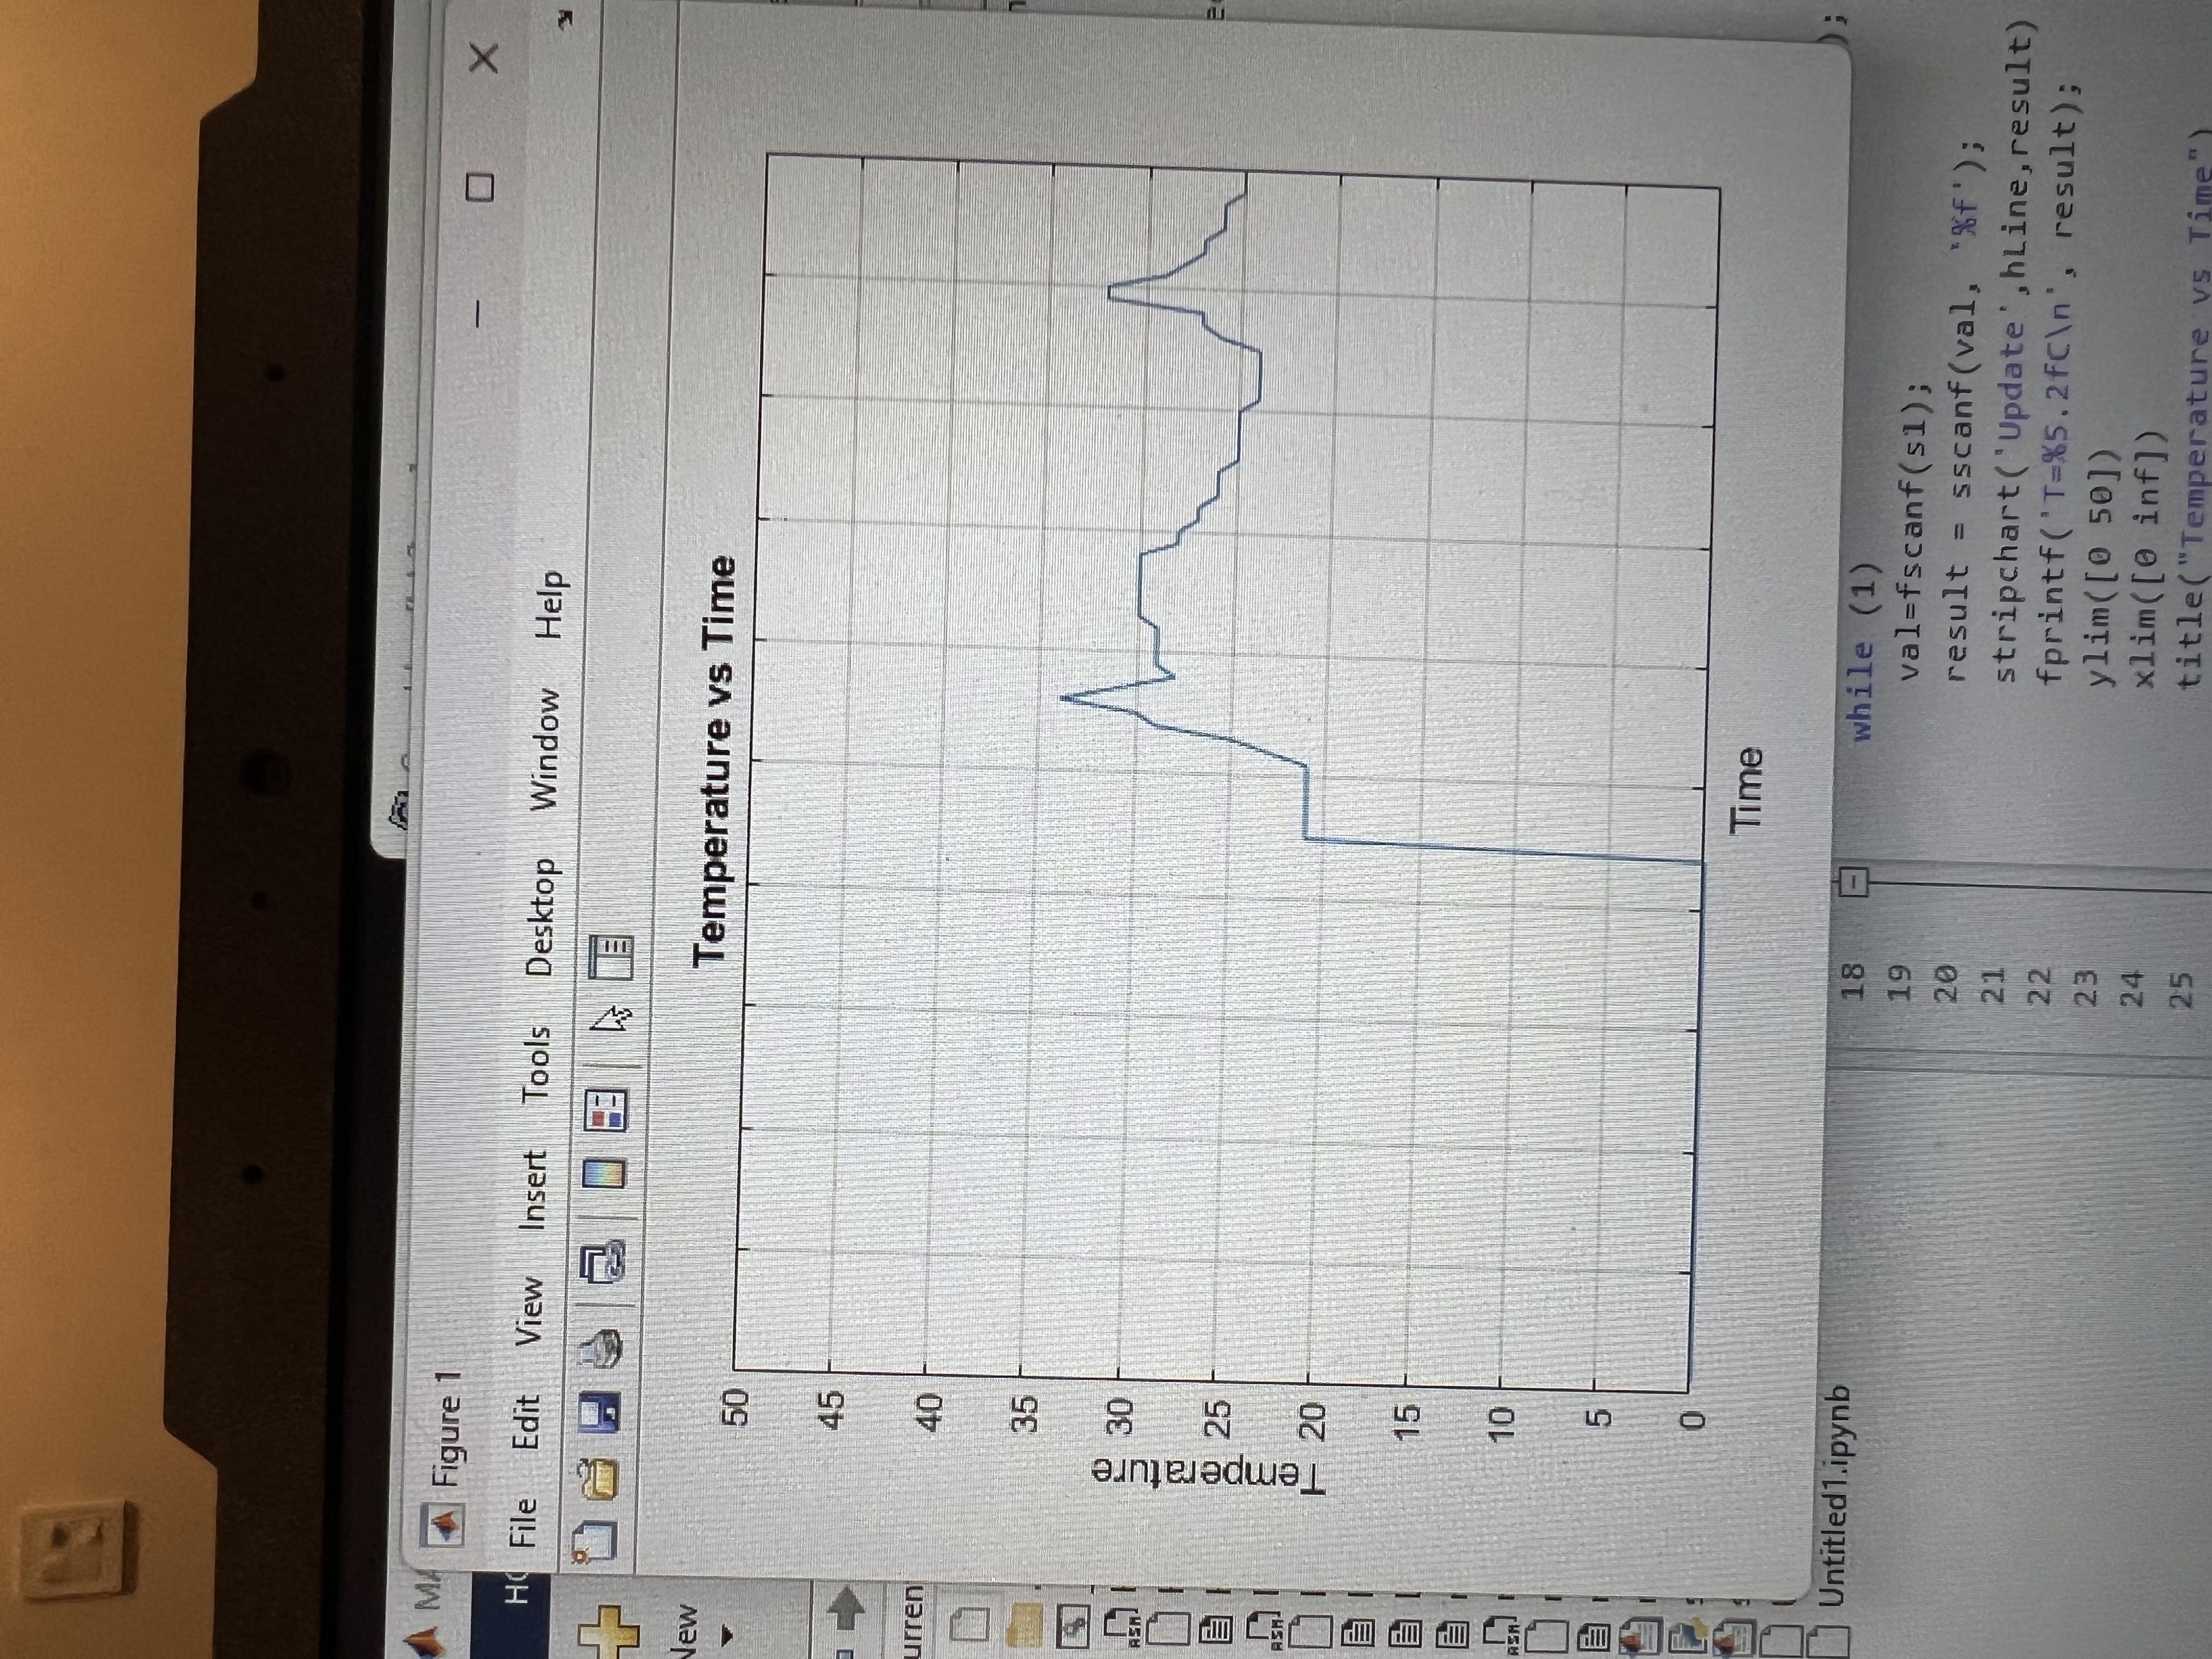 Figure 1
File Edit View Insert Tools Desktop Window Help
New
Temperature vs Time
50
45
40
35
30
25
20
15
10
5
0
Temperature
Time
Untitled1.ipynb
);
18 while (1)
19 val=fscanf(s1);
20 result = sscanf(val, '%f');
21 stripchart('Update',hLine,result)
22 fprintf('T=%5.2fC\n', result);
23 ylim([0 50])
24 xlim([0 inf])
25 title("Temperature vs Time")